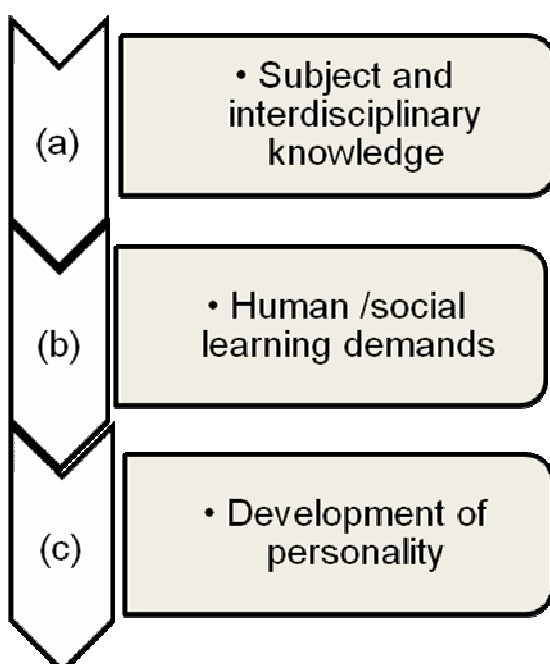 (a)
• Subject and
interdisciplinary
knowledge
(b)
• Human /social
learning demands
(c)
• Development of
personality